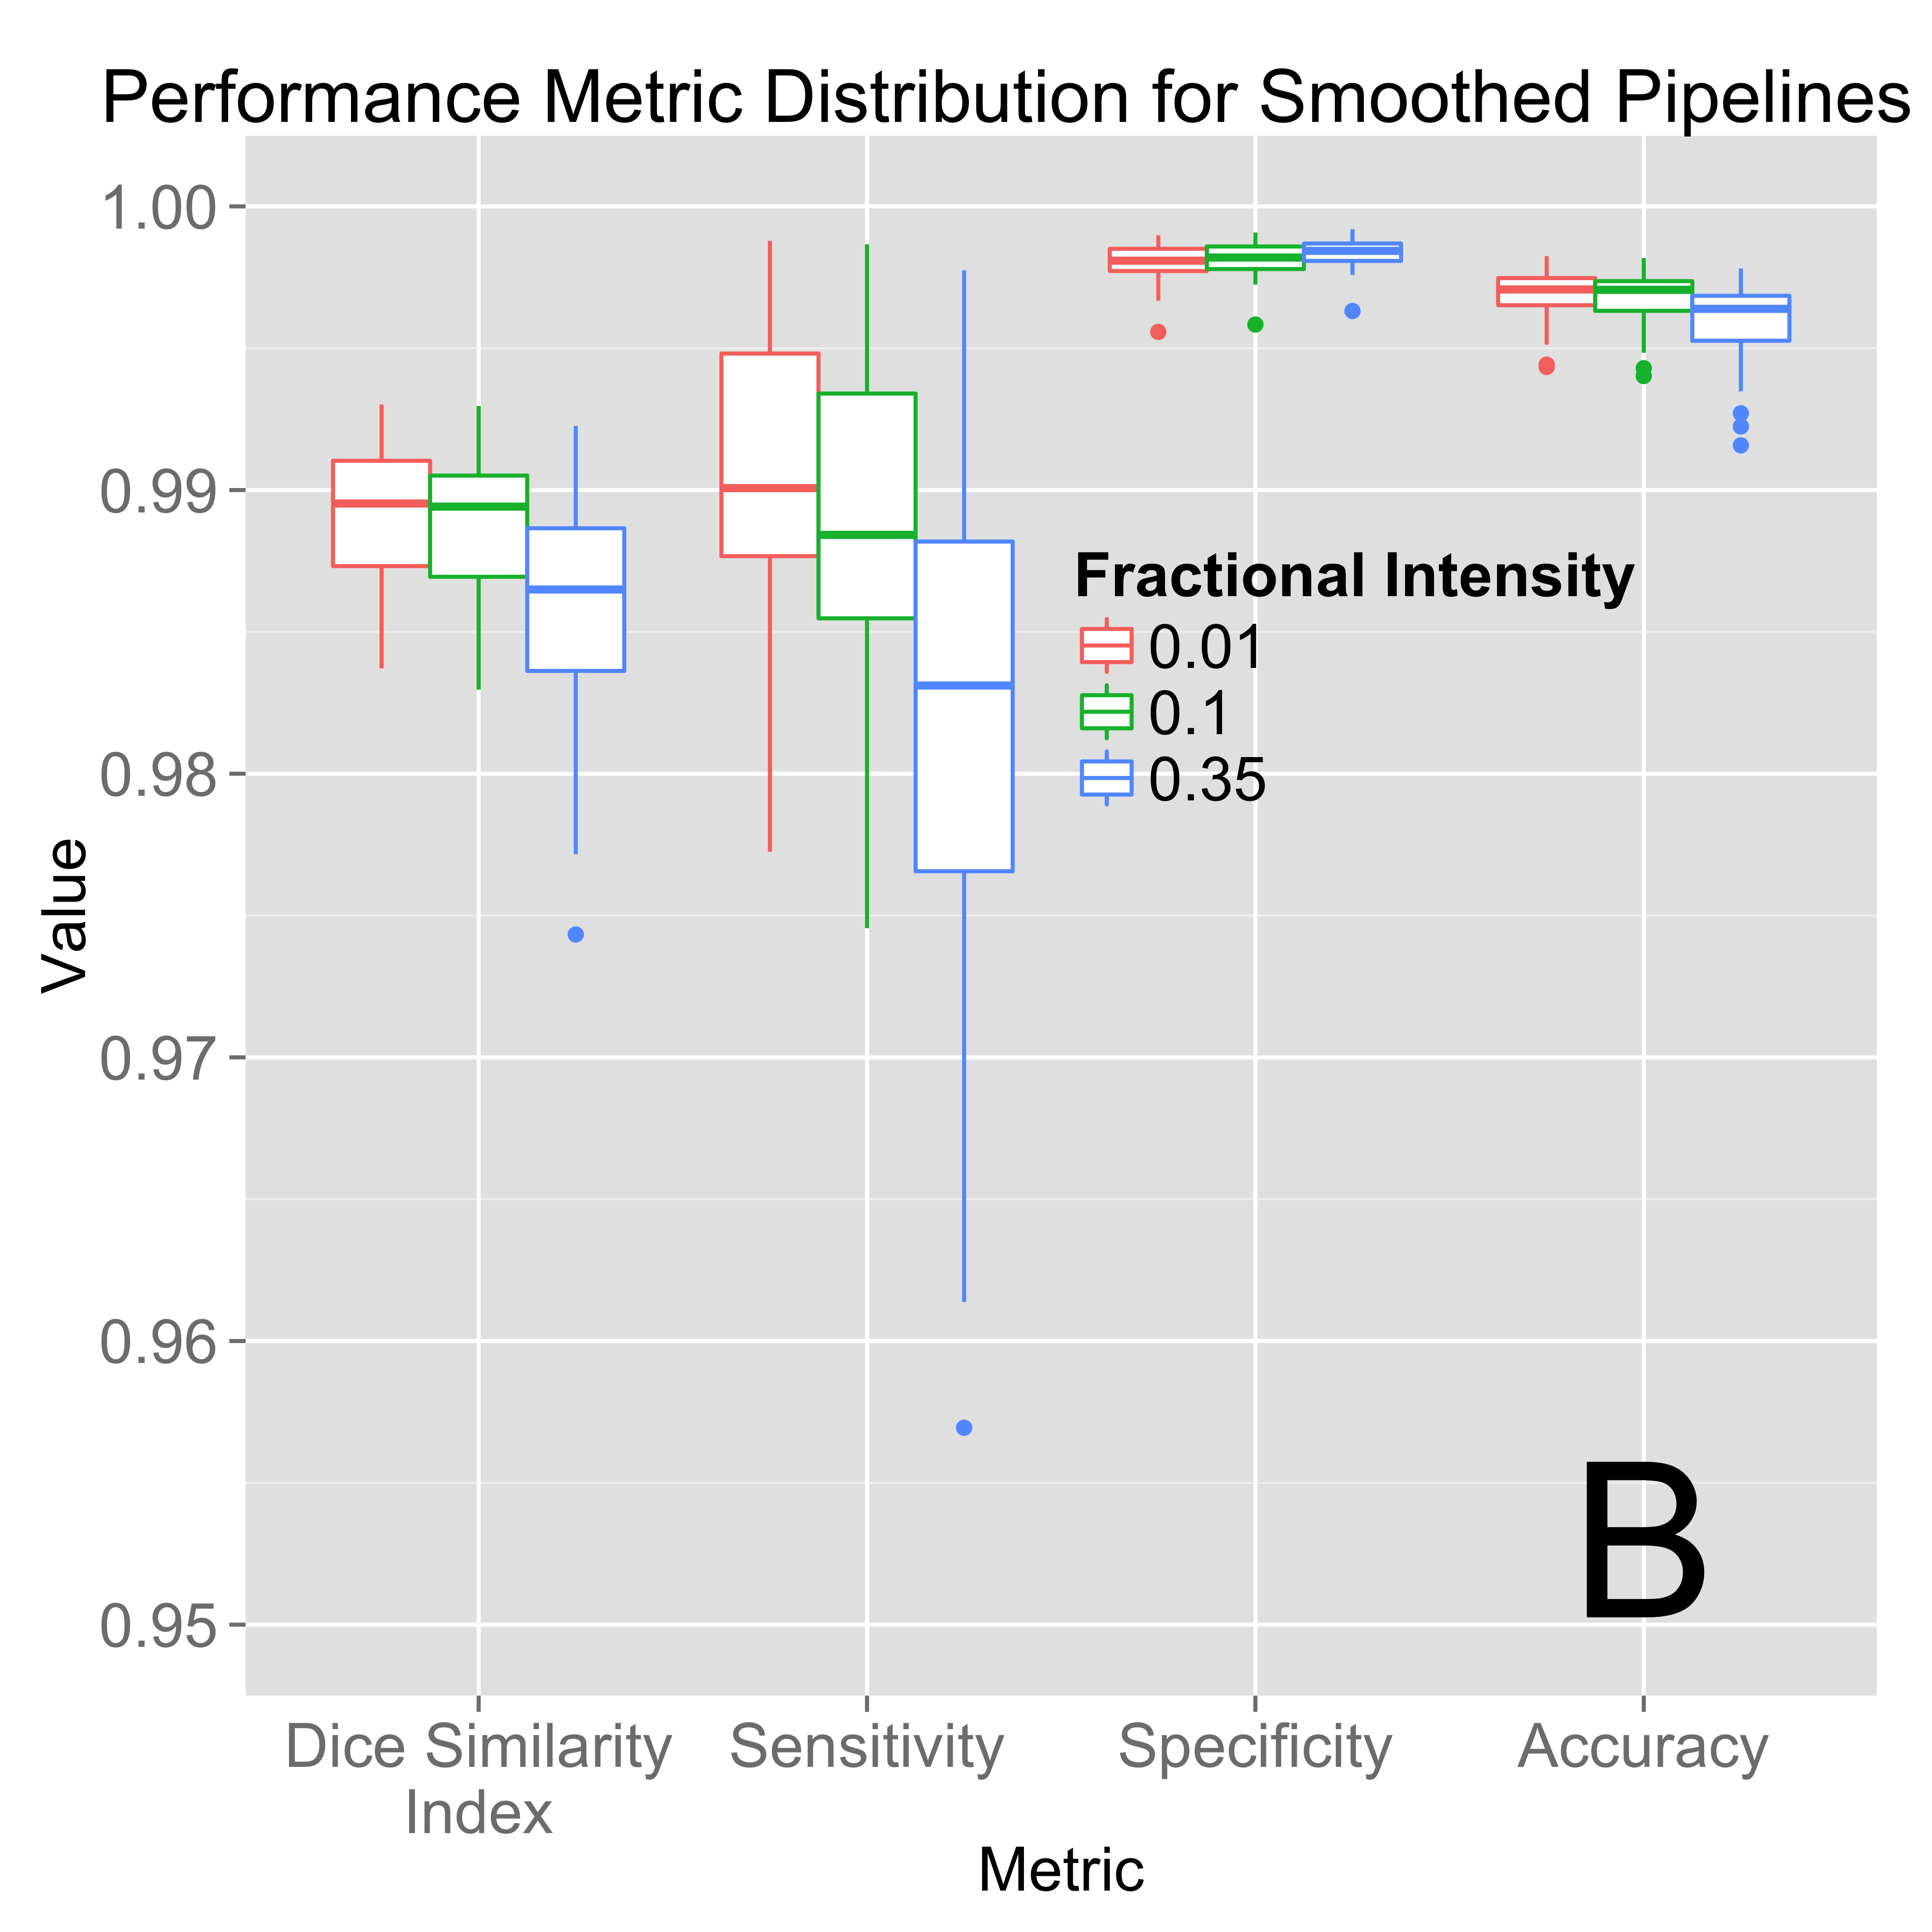 Performance Metric Distribution for Smoothed Pipelines
1.00
0.99
0.98
0.97
0.96
0.95
Value
Fractional Intensity
0.01
0.1
0.35
B
Dice Similarity
Index
Sensitivity
Specificity
Accuracy
Metric